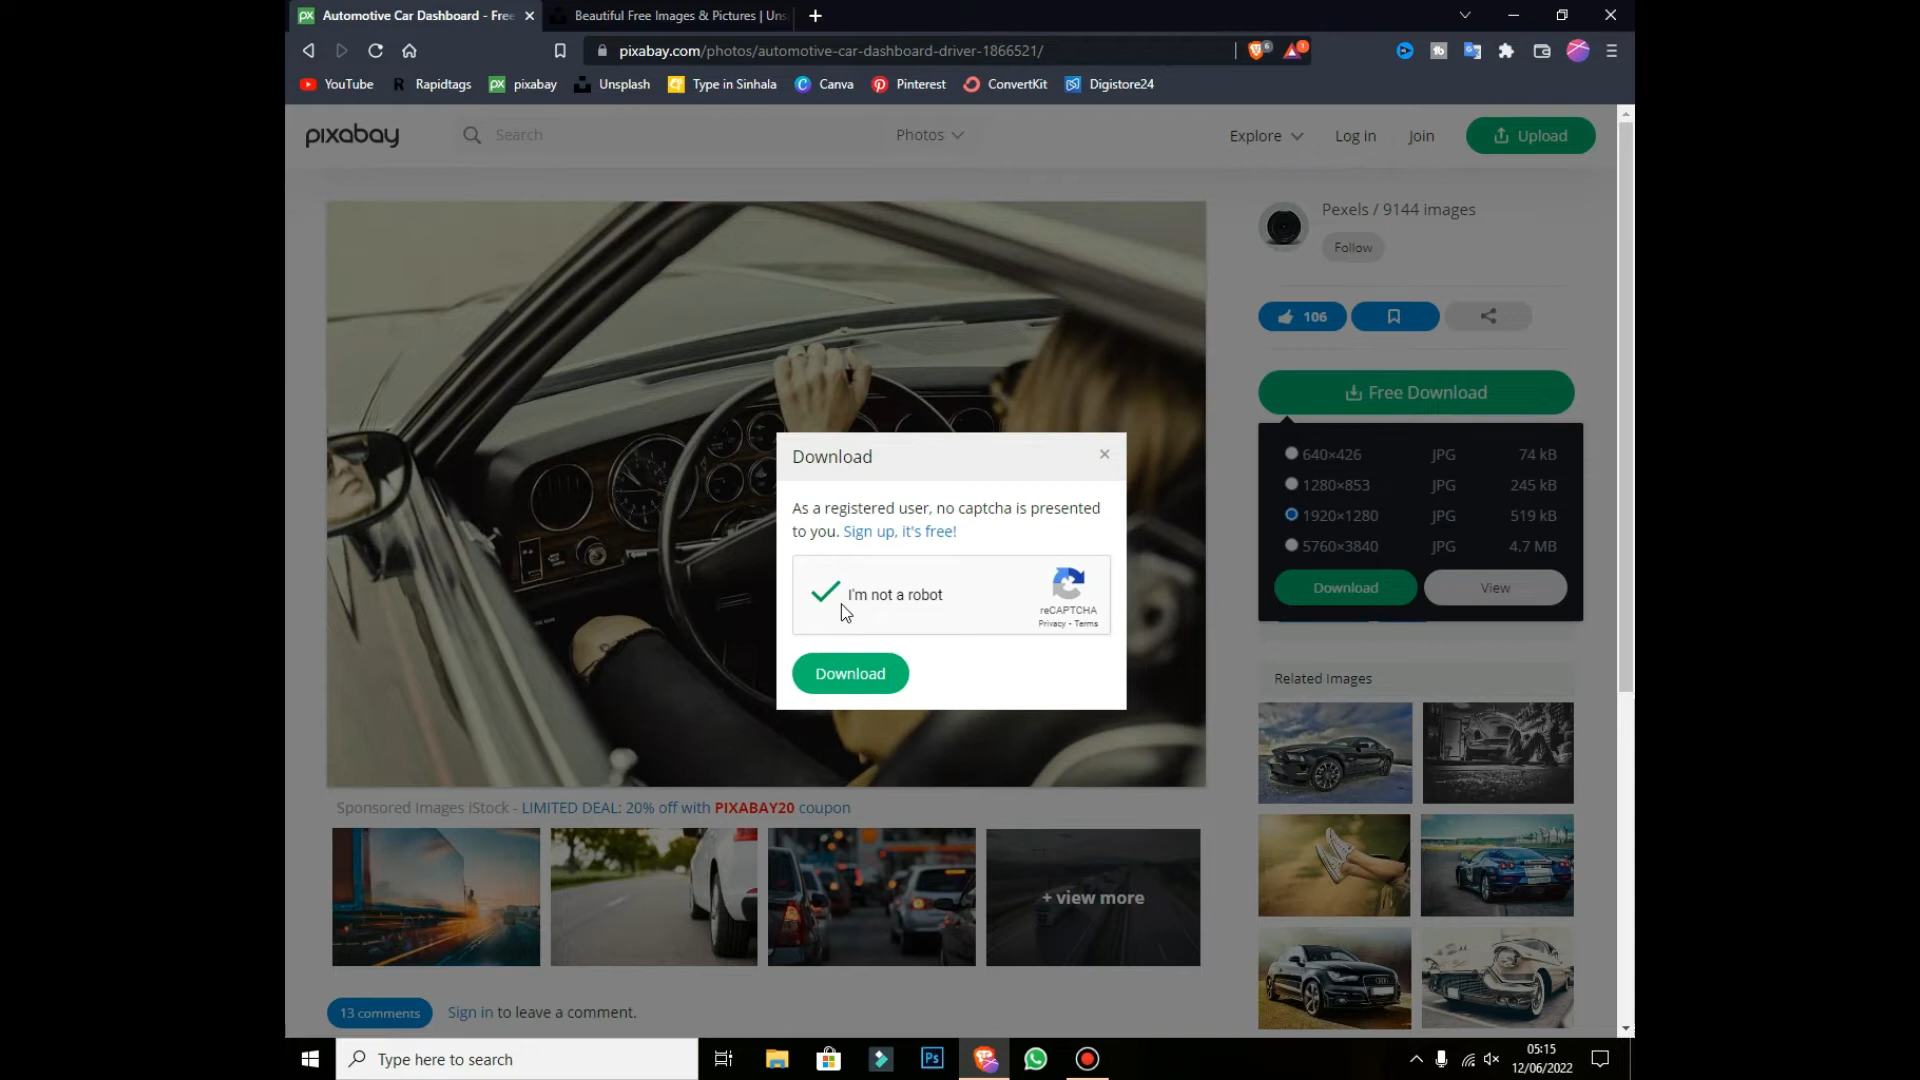 px Automotive Car Dashboard - Free
Beautiful Free Images & Pictures | Uns
pixabay.com/photos/automotive-car-dashboard-driver-1866521/
6
1
YouTube
R Rapidtags
px pixabay
Unsplash
Type in Sinhala
Canva
Pinterest
ConvertKit
Digistore24
pixabay
Search
Photos
Explore
Log in
Join
Upload
Pexels / 9144 images
Follow
106
Free Download
640×426 JPG 74 kB
1280×853 JPG 245 kB
1920×1280 JPG 519 kB
5760×3840 JPG 4.7 MB
Download
View
Download
As a registered user, no captcha is presented
to you. Sign up, it's free!
I'm not a robot
reCAPTCHA
Privacy - Terms
Download
Related Images
Sponsored Images iStock - LIMITED DEAL: 20% off with PIXABAY20 coupon
+ view more
13 comments
Sign in to leave a comment.
Type here to search
Ps
05:15
12/06/2022